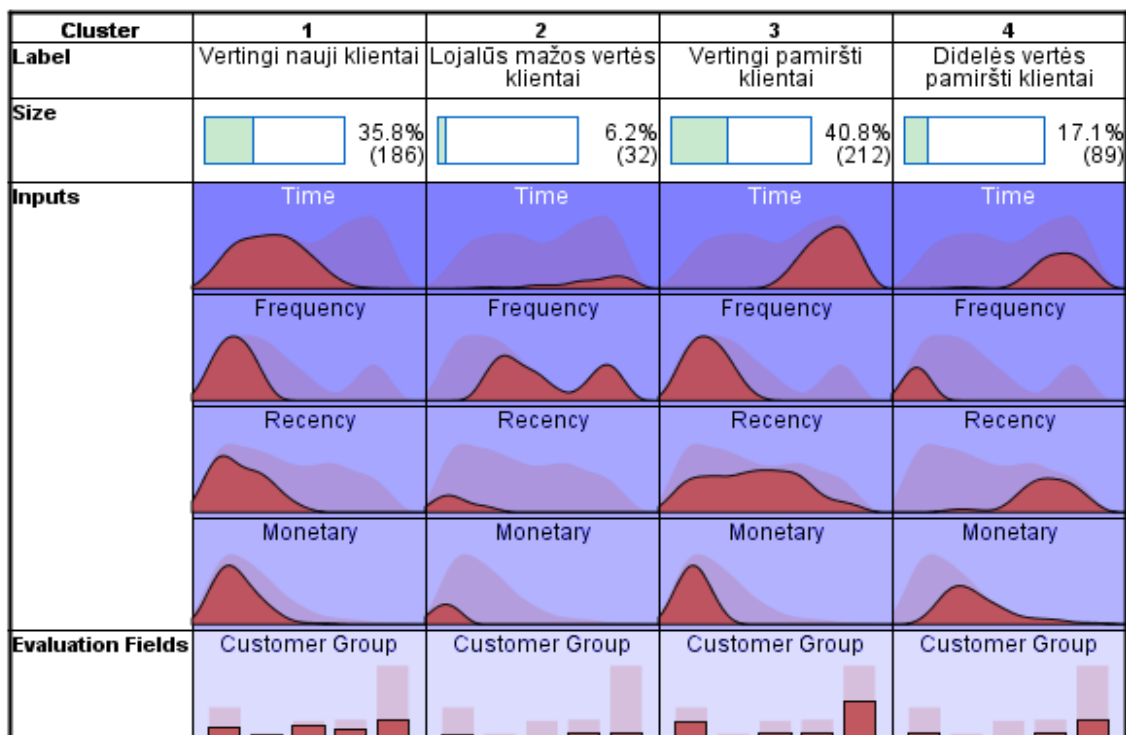 Cluster 1 2 3 4
Label Vertingi nauji klientai Lojalūs mažos vertės klientai Vertingi pamiršti klientai Didelės vertės pamiršti klientai
Size 35.8% (186) 6.2% (32) 40.8% (212) 17.1% (89)
Inputs Time Time Time Time
Frequency Frequency Frequency Frequency
Recency Recency Recency Recency
Monetary Monetary Monetary Monetary
Evaluation Fields Customer Group Customer Group Customer Group Customer Group